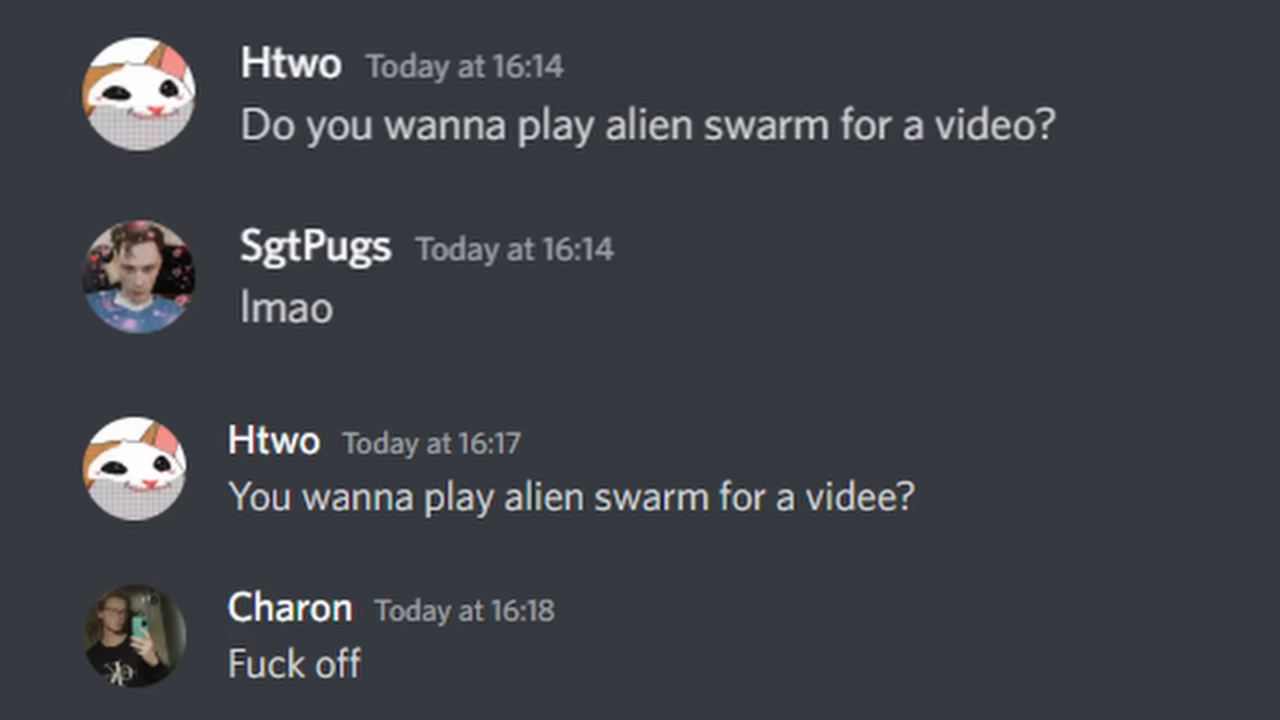 Htwo Today at 16:14
Do you wanna play alien swarm for a video?
SgtPugs Today at 16:14
lmao
Htwo Today at 16:17
You wanna play alien swarm for a videe?
Charon Today at 16:18
Fuck off